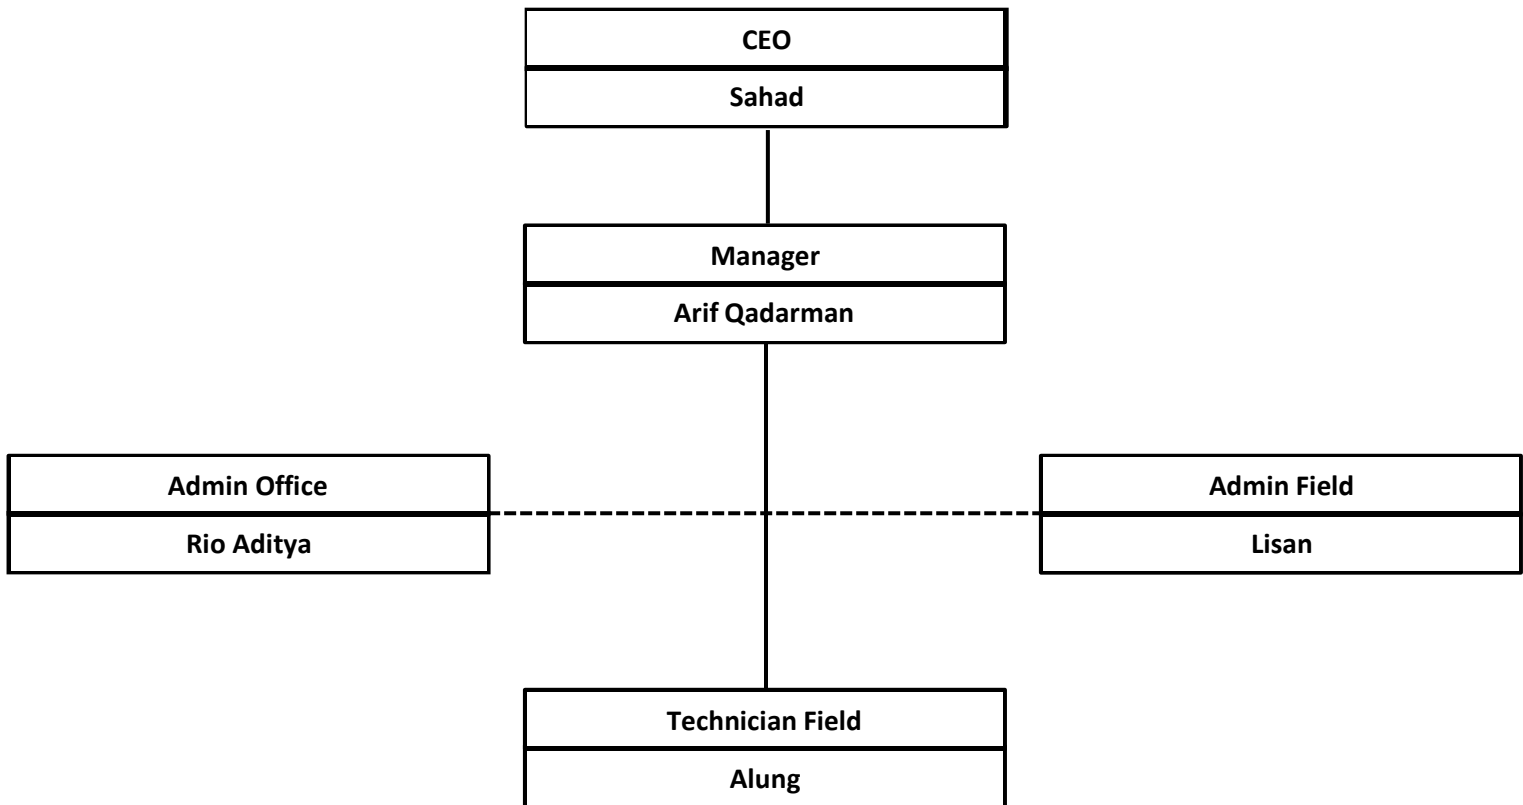 CEO
Sahad
Manager
Arif Qadarman
Admin Office
Rio Aditya
Admin Field
Lisan
Technician Field
Alung